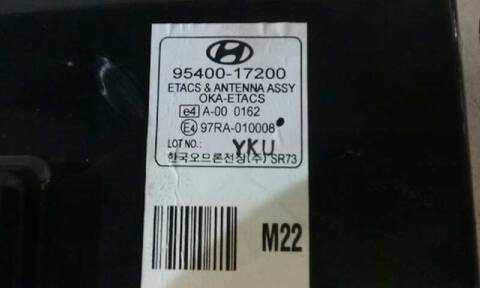 95400-17200
ETACS & ANTENNA ASSY
OKA-ETACS
e4 A-00 0162
E4 97RA-010008
LOT NO.: YKU
한국오므론전장(주) SR73
M22